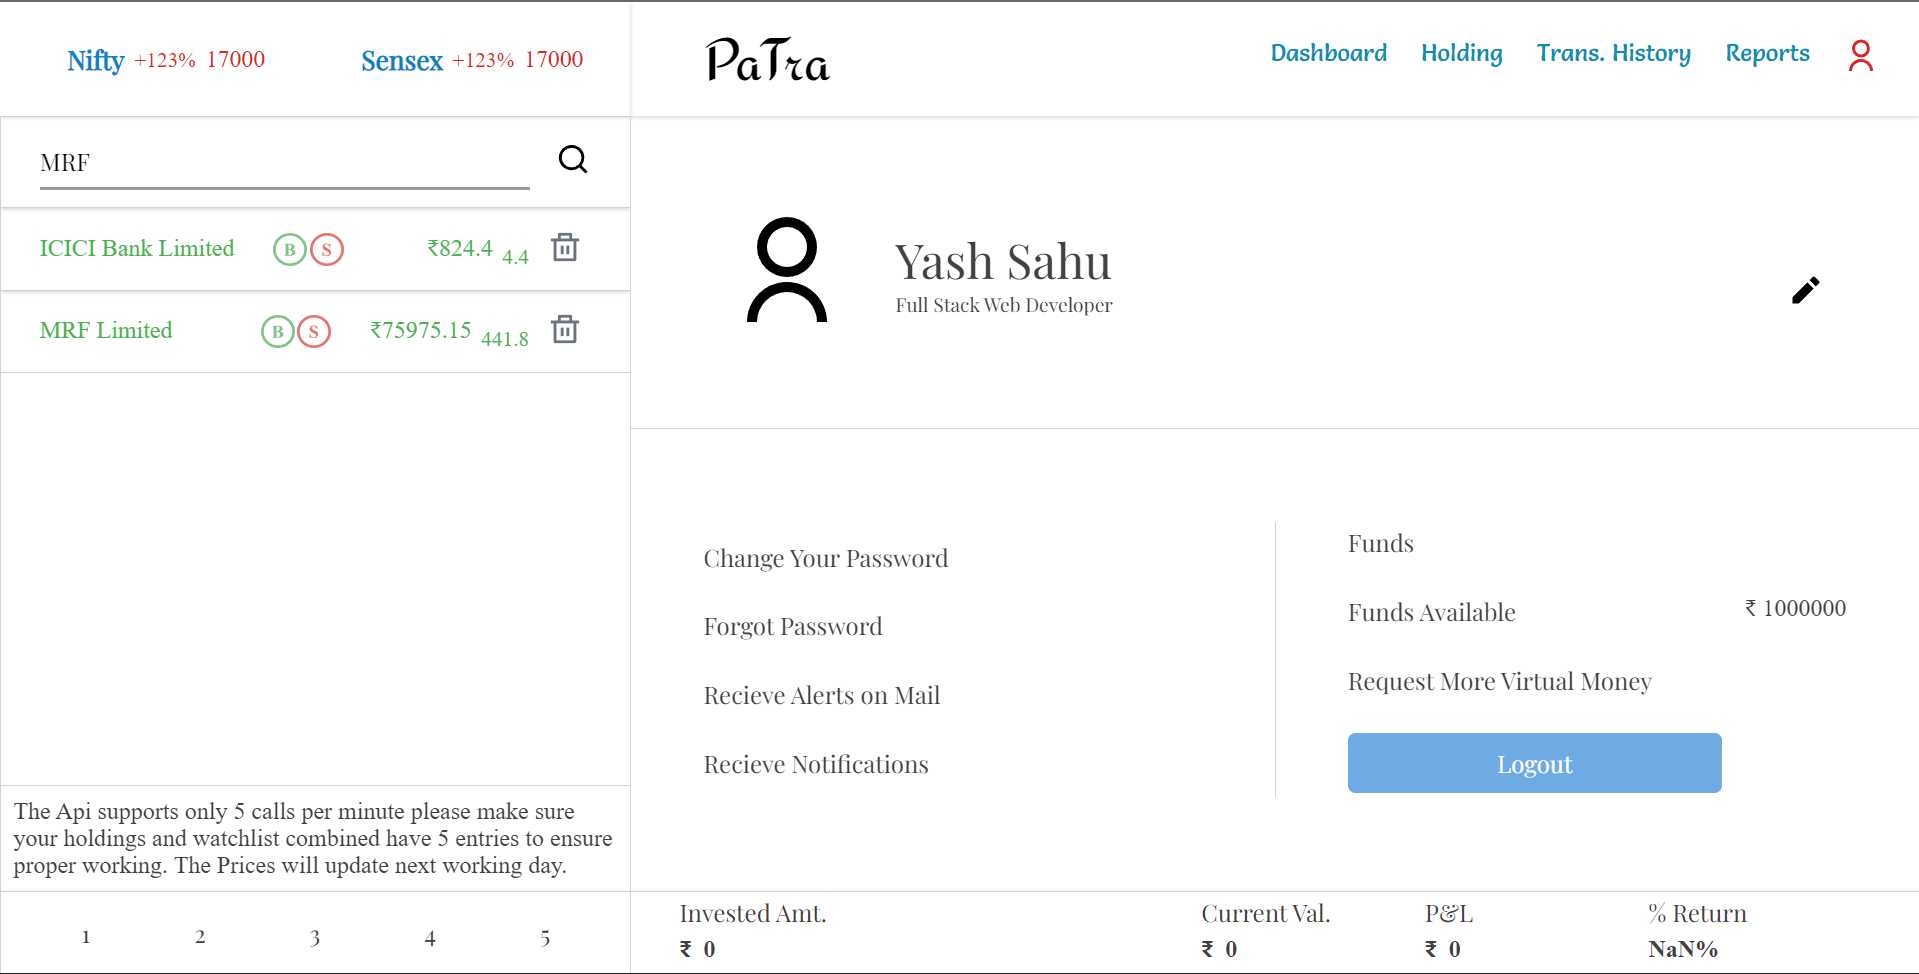 Nifty +123% 17000 Sensex +123% 17000
PaTra
Dashboard Holding Trans. History Reports
MRF
ICICI Bank Limited B S ₹824.4 4.4
MRF Limited B S ₹75975.15 441.8
The Api supports only 5 calls per minute please make sure
your holdings and watchlist combined have 5 entries to ensure
proper working. The Prices will update next working day.
1 2 3 4 5
Yash Sahu
Full Stack Web Developer
Change Your Password
Forgot Password
Recieve Alerts on Mail
Recieve Notifications
Funds
Funds Available ₹ 1000000
Request More Virtual Money
Logout
Invested Amt. Current Val. P&L % Return
₹ 0 ₹ 0 ₹ 0 NaN%